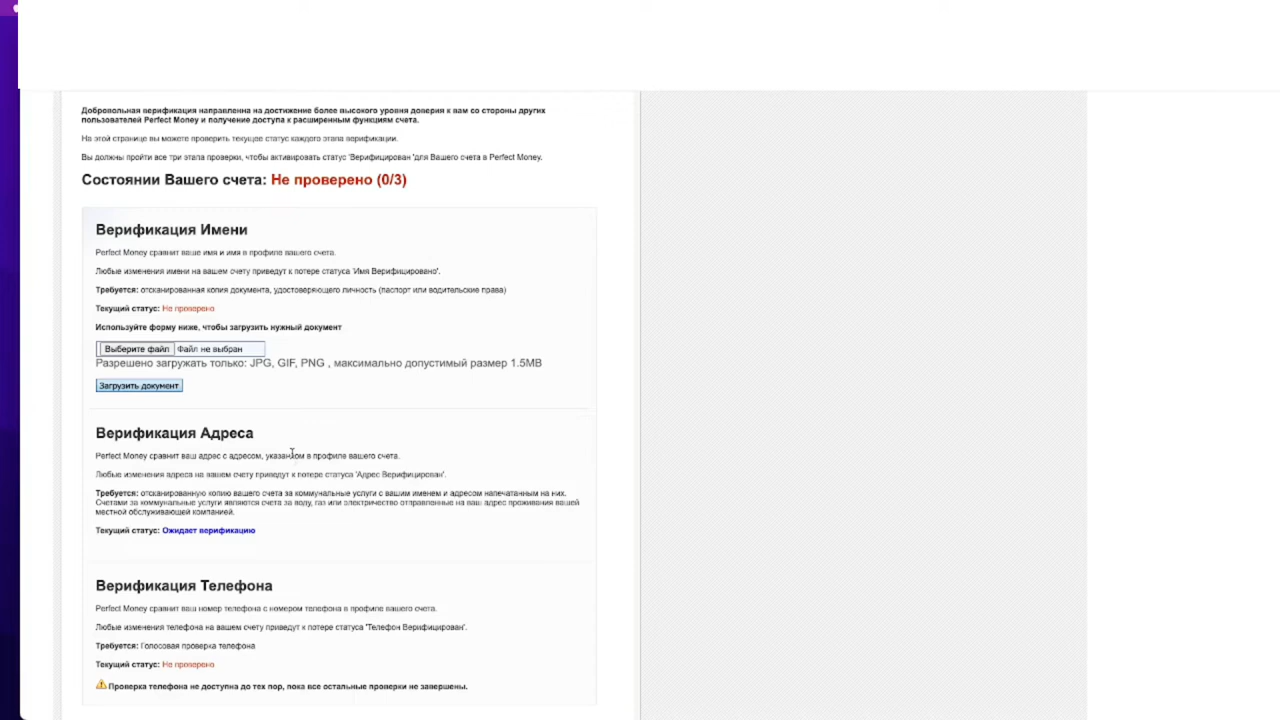 Добровольная верификация направленна на достижение более высокого уровня доверия к вам со стороны других
пользователей Perfect Money и получение доступа к расширенным функциям счета.
На этой странице вы можете проверить текущее статус каждого этапа верификации.
Вы должны пройти все три этапа проверки, чтобы активировать статус 'Верифицирован 'для Вашего счета в Perfect Money.
Состоянии Вашего счета: Не проверено (0/3)
Верификация Имени
Perfect Money сравнит ваше имя и имя в профиле вашего счета.
Любые изменения имени на вашем счету приведут к потере статуса 'Имя Верифицировано'.
Требуется: отсканированная копия документа, удостоверяющего личность (паспорт или водительские права)
Текущий статус: Не проверено
Используйте форму ниже, чтобы загрузить нужный документ
Выберите файл Файл не выбран
Разрешено загружать только: JPG, GIF, PNG , максимально допустимый размер 1.5MB
Загрузить документ
Верификация Адреса
Perfect Money сравнит ваш адрес с адресом, указанном в профиле вашего счета.
Любые изменения адреса на вашем счету приведут к потере статуса 'Адрес Верифицирован'.
Требуется: отсканированную копию вашего счета за коммунальные услуги с вашим именем и адресом напечатанным на них.
Счетами за коммунальные услуги являются счета за воду, газ или электричество отправленные на ваш адрес проживания вашей
местной обслуживающей компанией.
Текущий статус: Ожидает верификацию
Верификация Телефона
Perfect Money сравнит ваш номер телефона с номером телефона в профиле вашего счета.
Любые изменения телефона на вашем счету приведут к потере статуса 'Телефон Верифицирован'.
Требуется: Голосовая проверка телефона
Текущий статус: Не проверено
Проверка телефона не доступна до тех пор, пока все остальные проверки не завершены.